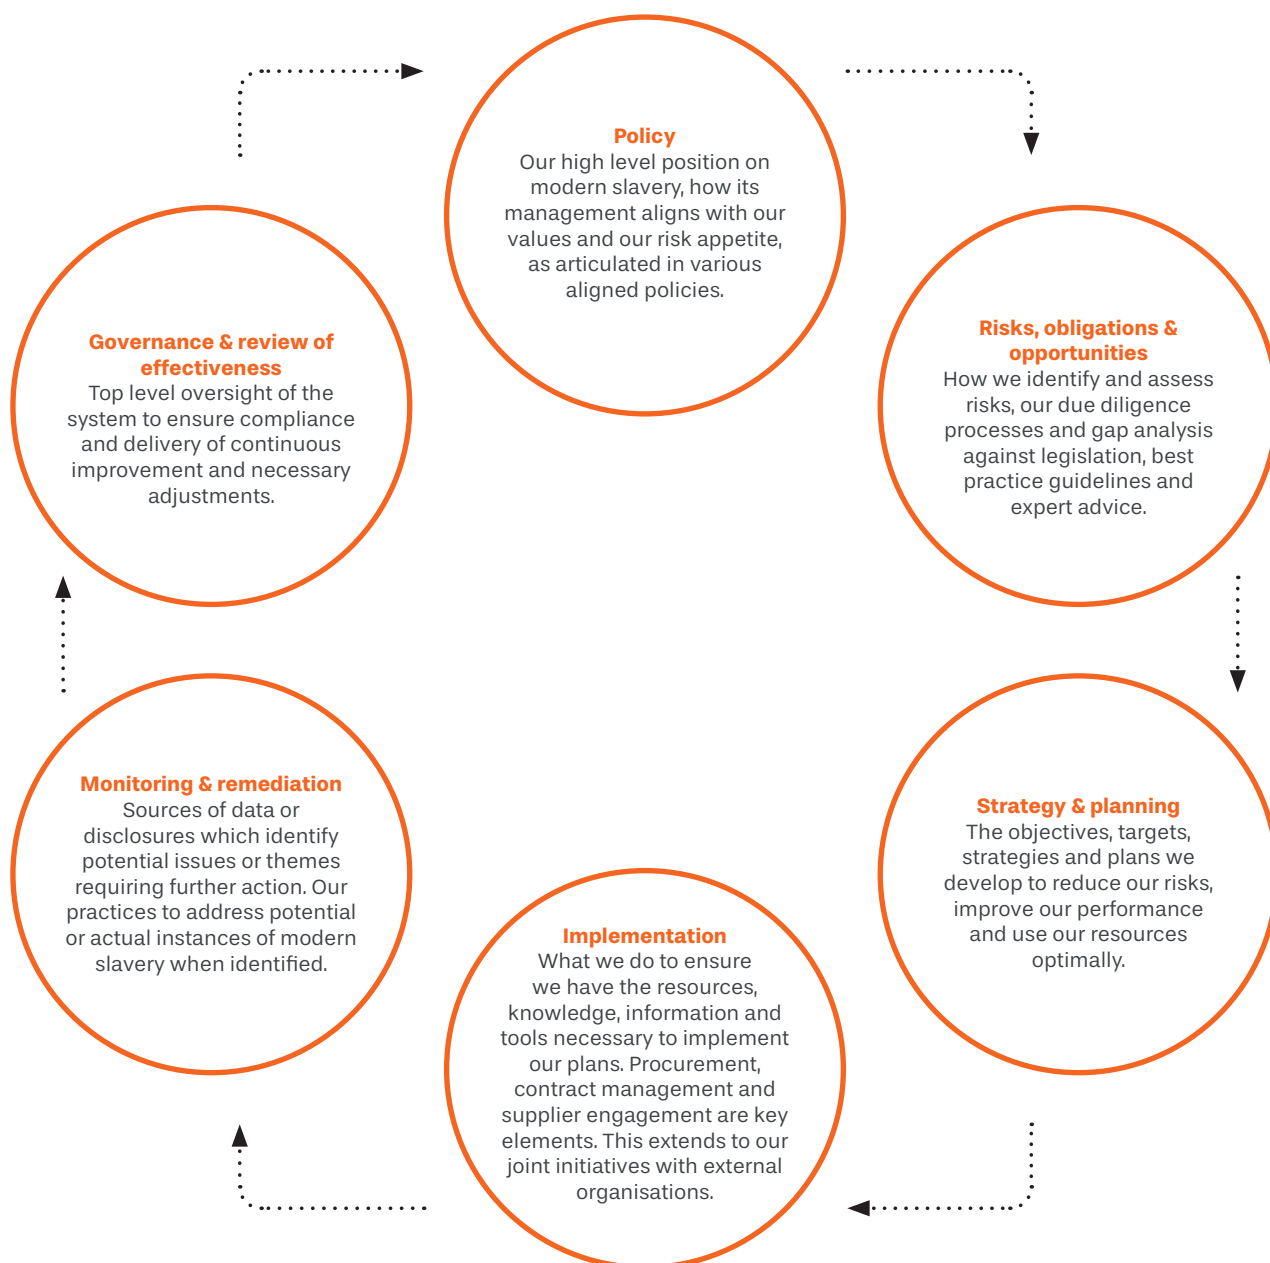 Policy
Our high level position on
modern slavery, how its
management aligns with our
values and our risk appetite,
as articulated in various
aligned policies.
Risks, obligations &
opportunities
How we identify and assess
risks, our due diligence
processes and gap analysis
against legislation, best
practice guidelines and
expert advice.
Strategy & planning
The objectives, targets,
strategies and plans we
develop to reduce our risks,
improve our performance
and use our resources
optimally.
Implementation
What we do to ensure
we have the resources,
knowledge, information and
tools necessary to implement
our plans. Procurement,
contract management and
supplier engagement are key
elements. This extends to our
joint initiatives with external
organisations.
Monitoring & remediation
Sources of data or
disclosures which identify
potential issues or themes
requiring further action. Our
practices to address potential
or actual instances of modern
slavery when identified.
Governance & review of
effectiveness
Top level oversight of the
system to ensure compliance
and delivery of continuous
improvement and necessary
adjustments.